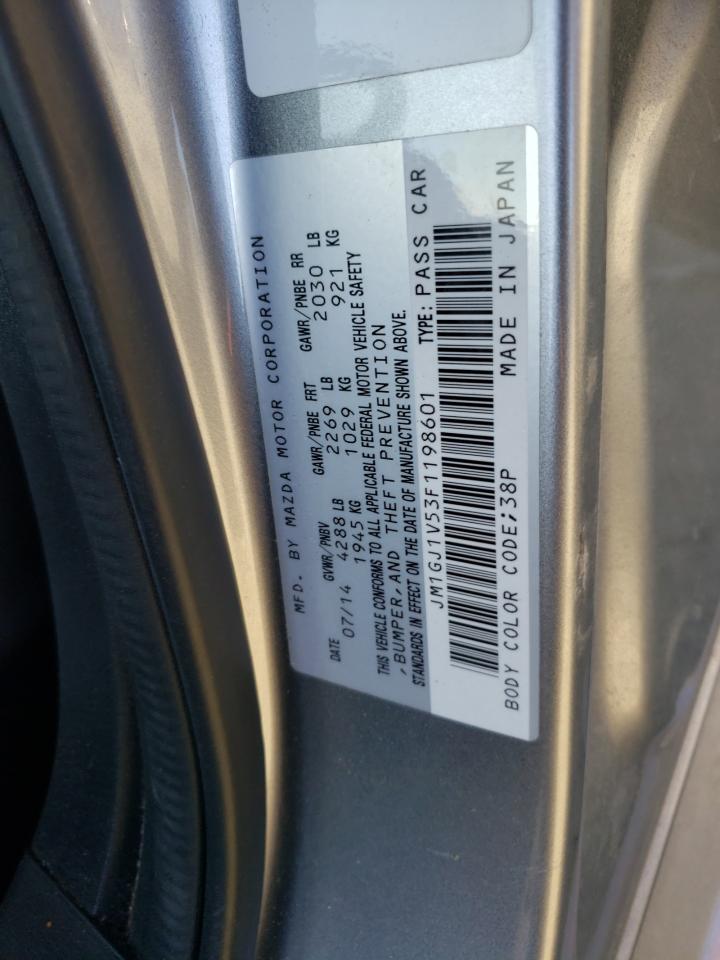 MFD. BY MAZDA MOTOR CORPORATION
DATE GVWR/PNBV GAWR/PNBE FRT GAWR/PNBE RR
07/14 4288 LB 2269 LB 2030 LB
1945 KG 1029 KG 921 KG
THIS VEHICLE CONFORMS TO ALL APPLICABLE FEDERAL MOTOR VEHICLE SAFETY
,BUMPER,AND THEFT PREVENTION
STANDARDS IN EFFECT ON THE DATE OF MANUFACTURE SHOWN ABOVE.
JM1GJ1V53F1198601 TYPE: PASS CAR
BODY COLOR CODE;38P MADE IN JAPAN